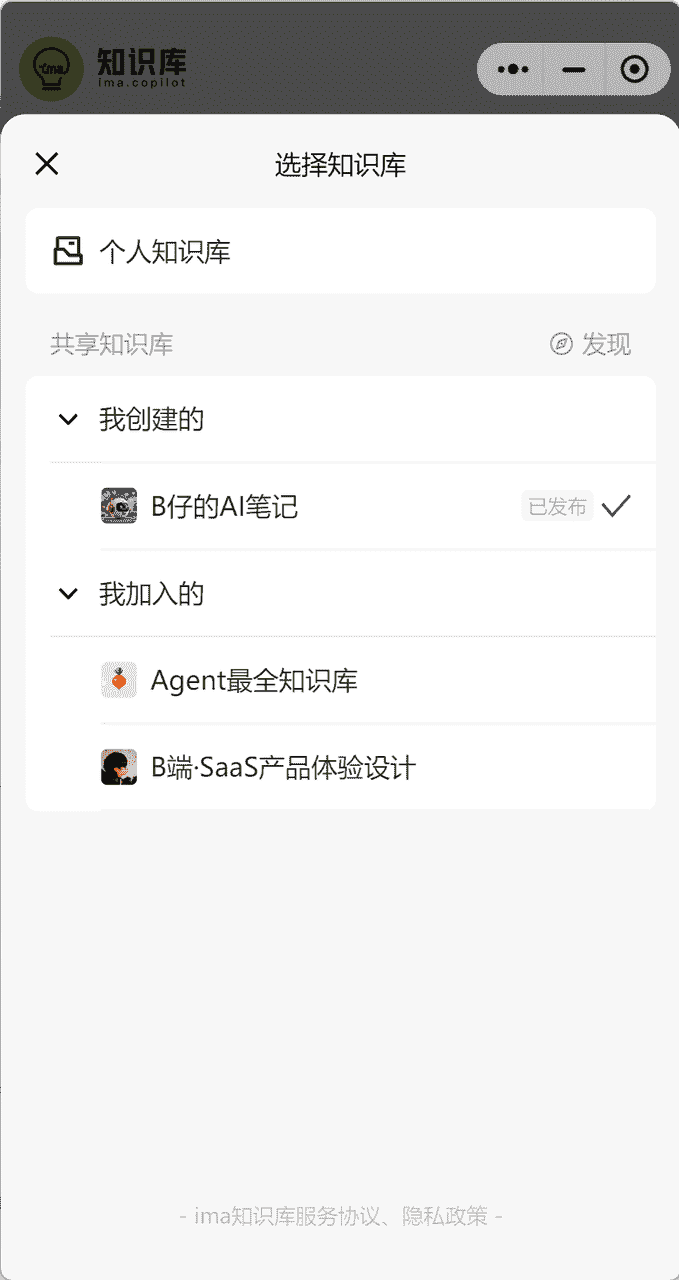 ima
知识库
ima.copilot
选择知识库
个人知识库
共享知识库
发现
我创建的
B仔的AI笔记
已发布
我加入的
Agent最全知识库
B端·SaaS产品体验设计
- ima知识库服务协议、隐私政策 -